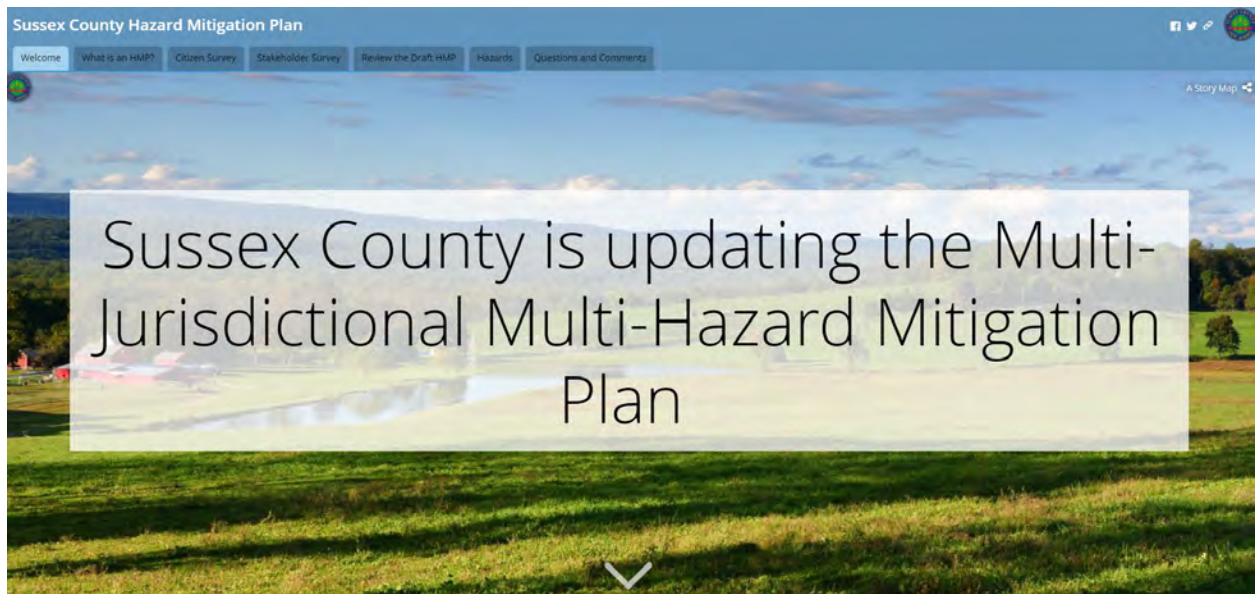 Sussex County Hazard Mitigation Plan
Welcome
What is an HMP?
Citizen Survey
Stakeholder Survey
Review the Draft HMP
Hazards
Questions and Comments
A Story Map
Sussex County is updating the Multi-
Jurisdictional Multi-Hazard Mitigation
Plan